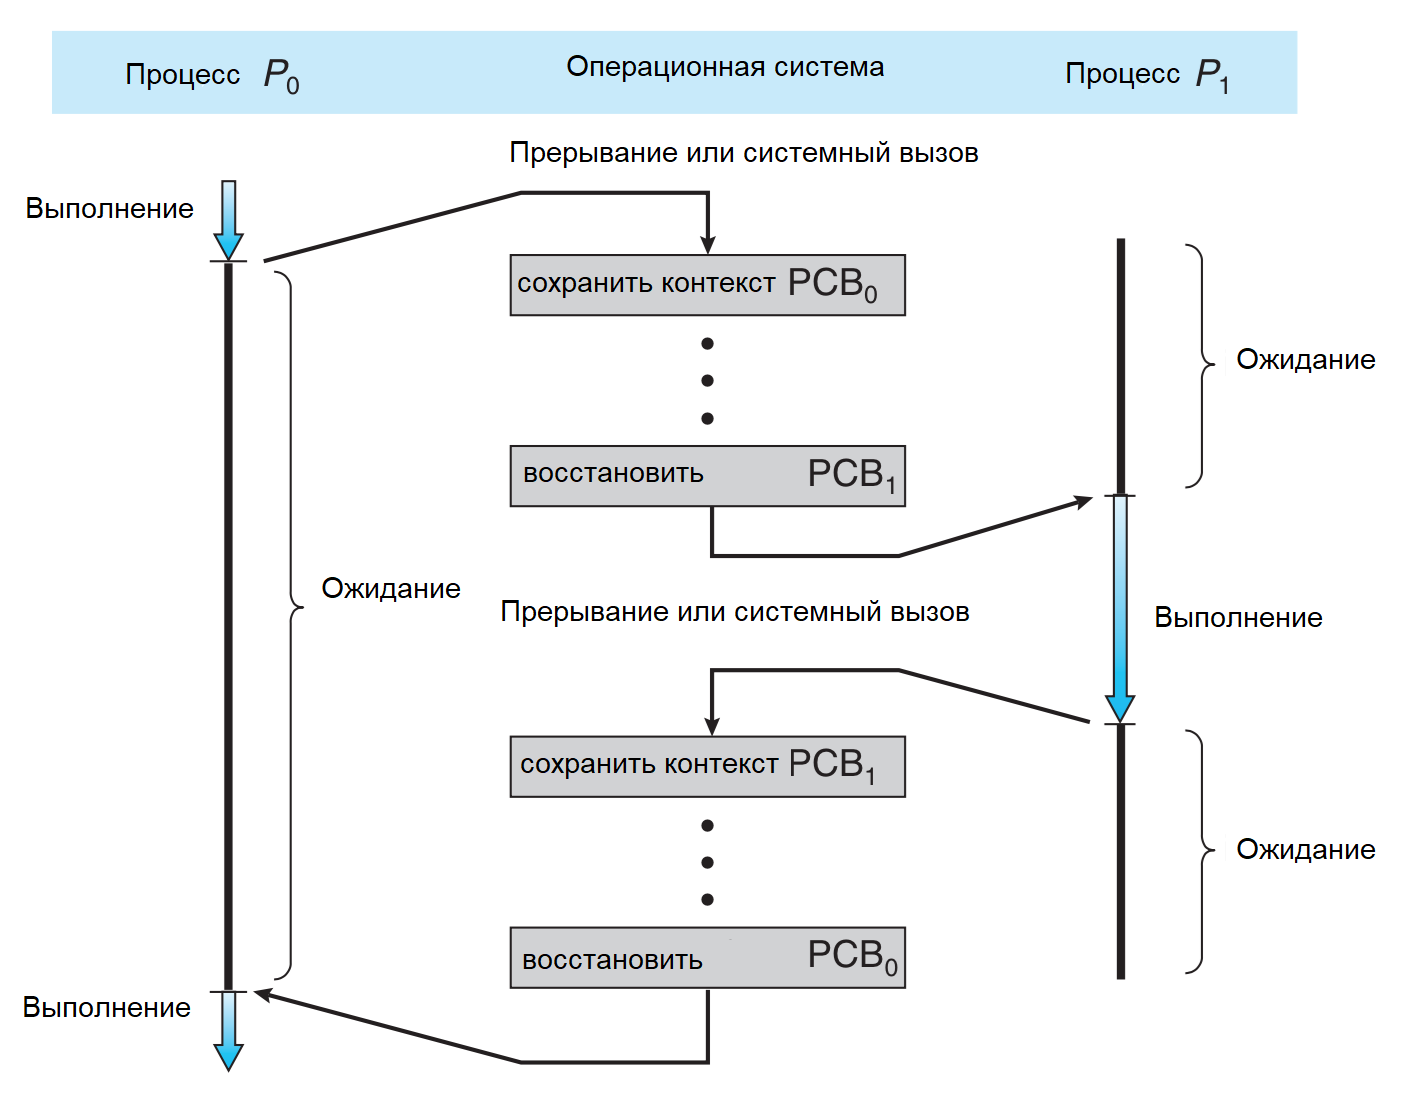 Процесс P0
Операционная система
Процесс P1
Прерывание или системный вызов
Выполнение
сохранить контекст PCB0
Ожидание
восстановить PCB1
Ожидание
Прерывание или системный вызов
Выполнение
сохранить контекст PCB1
Ожидание
восстановить PCB0
Выполнение